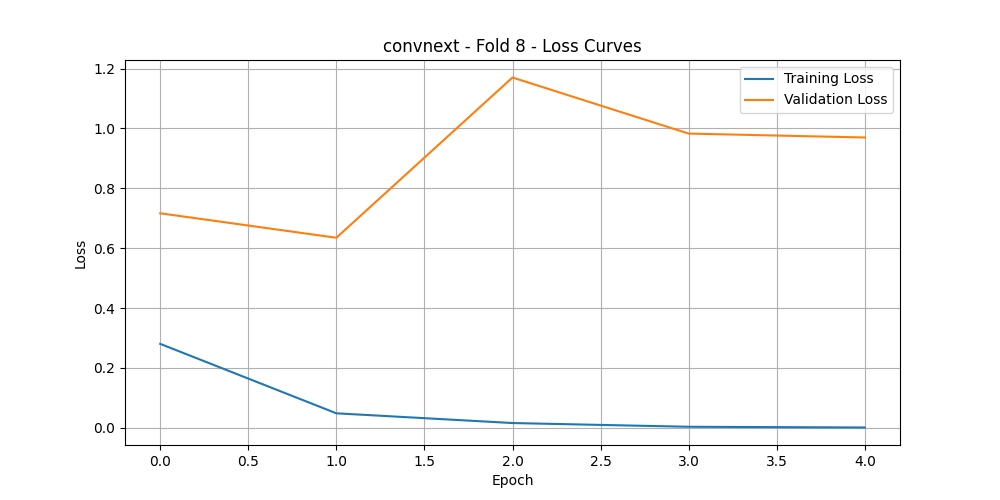 convnext - Fold 8 - Loss Curves
Training Loss
Validation Loss
1.2
1.0
0.8
0.6
0.4
0.2
0.0
Loss
0.0 0.5 1.0 1.5 2.0 2.5 3.0 3.5 4.0
Epoch